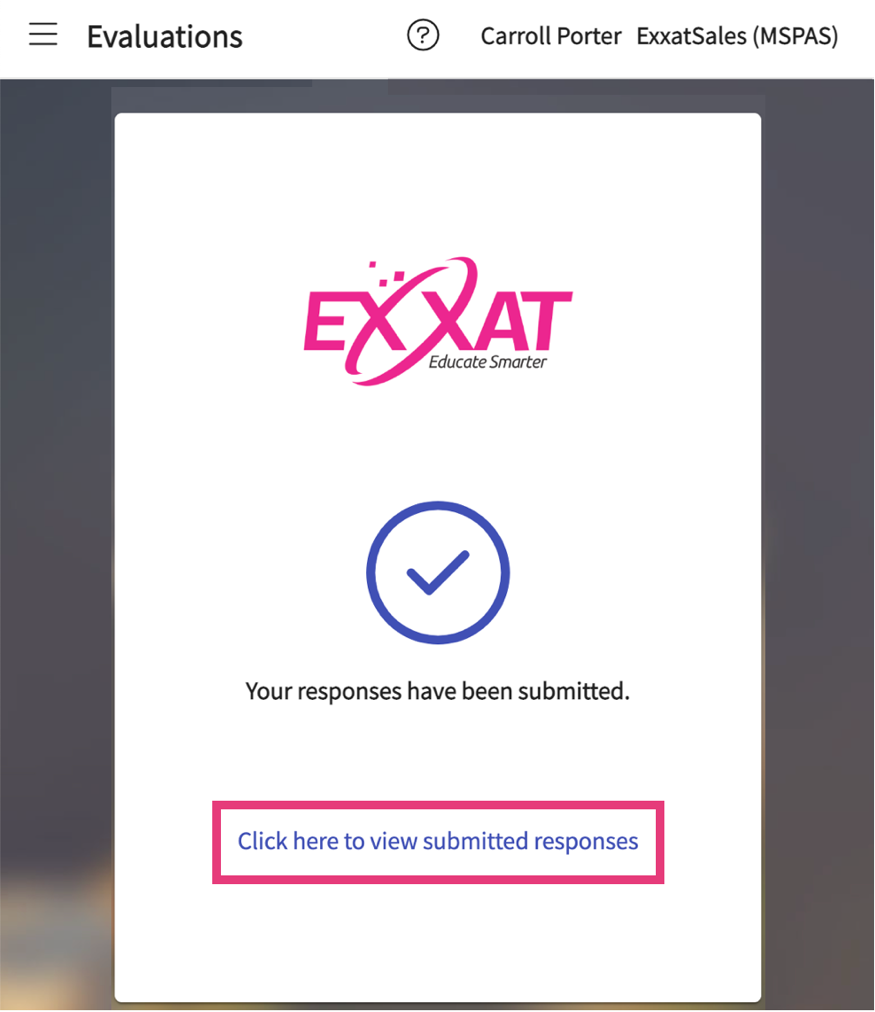 Evaluations
? Carroll Porter ExxatSales (MSPAS)
EXXAT
Educate Smarter
Your responses have been submitted.
Click here to view submitted responses